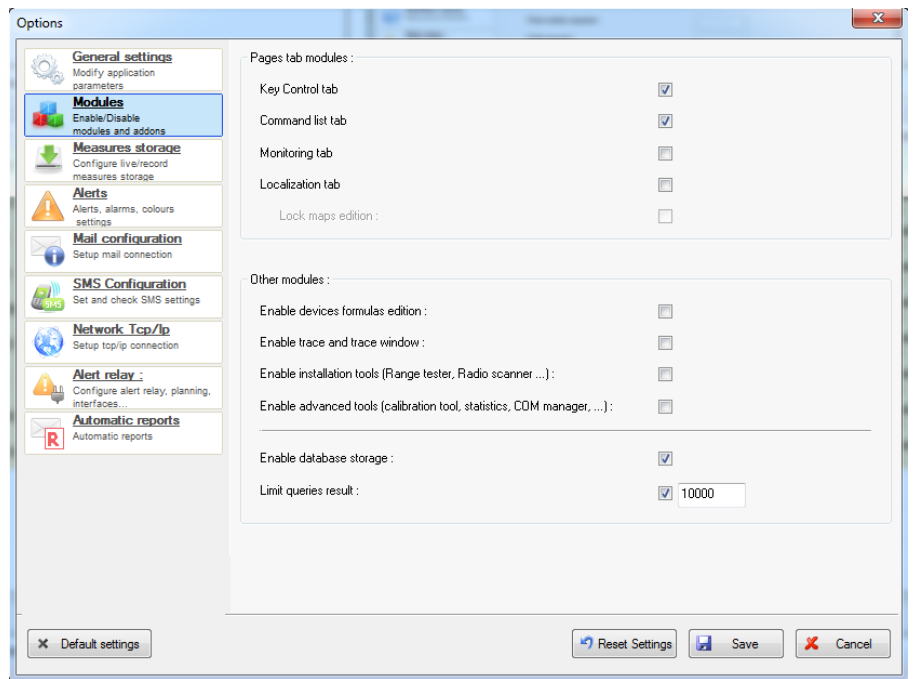 Options
General settings
Modify application
parameters
Modules
Enable/Disable
modules and addons
Measures storage
Configure live/record
measures storage
Alerts
Alerts, alarms, colours
settings
Mail configuration
Setup mail connection
SMS Configuration
SMS
Set and check SMS settings
Network Tcp/Ip
Setup tcp/ip connection
Alert relay :
Configure alert relay, planning,
interfaces...
Automatic reports
R
Automatic reports
Pages tab modules :
Key Control tab
Command list tab
Monitoring tab
Localization tab
Lock maps edition :
Other modules :
Enable devices formulas edition :
Enable trace and trace window :
Enable installation tools (Range tester, Radio scanner ...) :
Enable advanced tools (calibration tool, statistics, COM manager, ...) :
Enable database storage :
Limit queries result : 10000
Default settings
Reset Settings
Save
Cancel